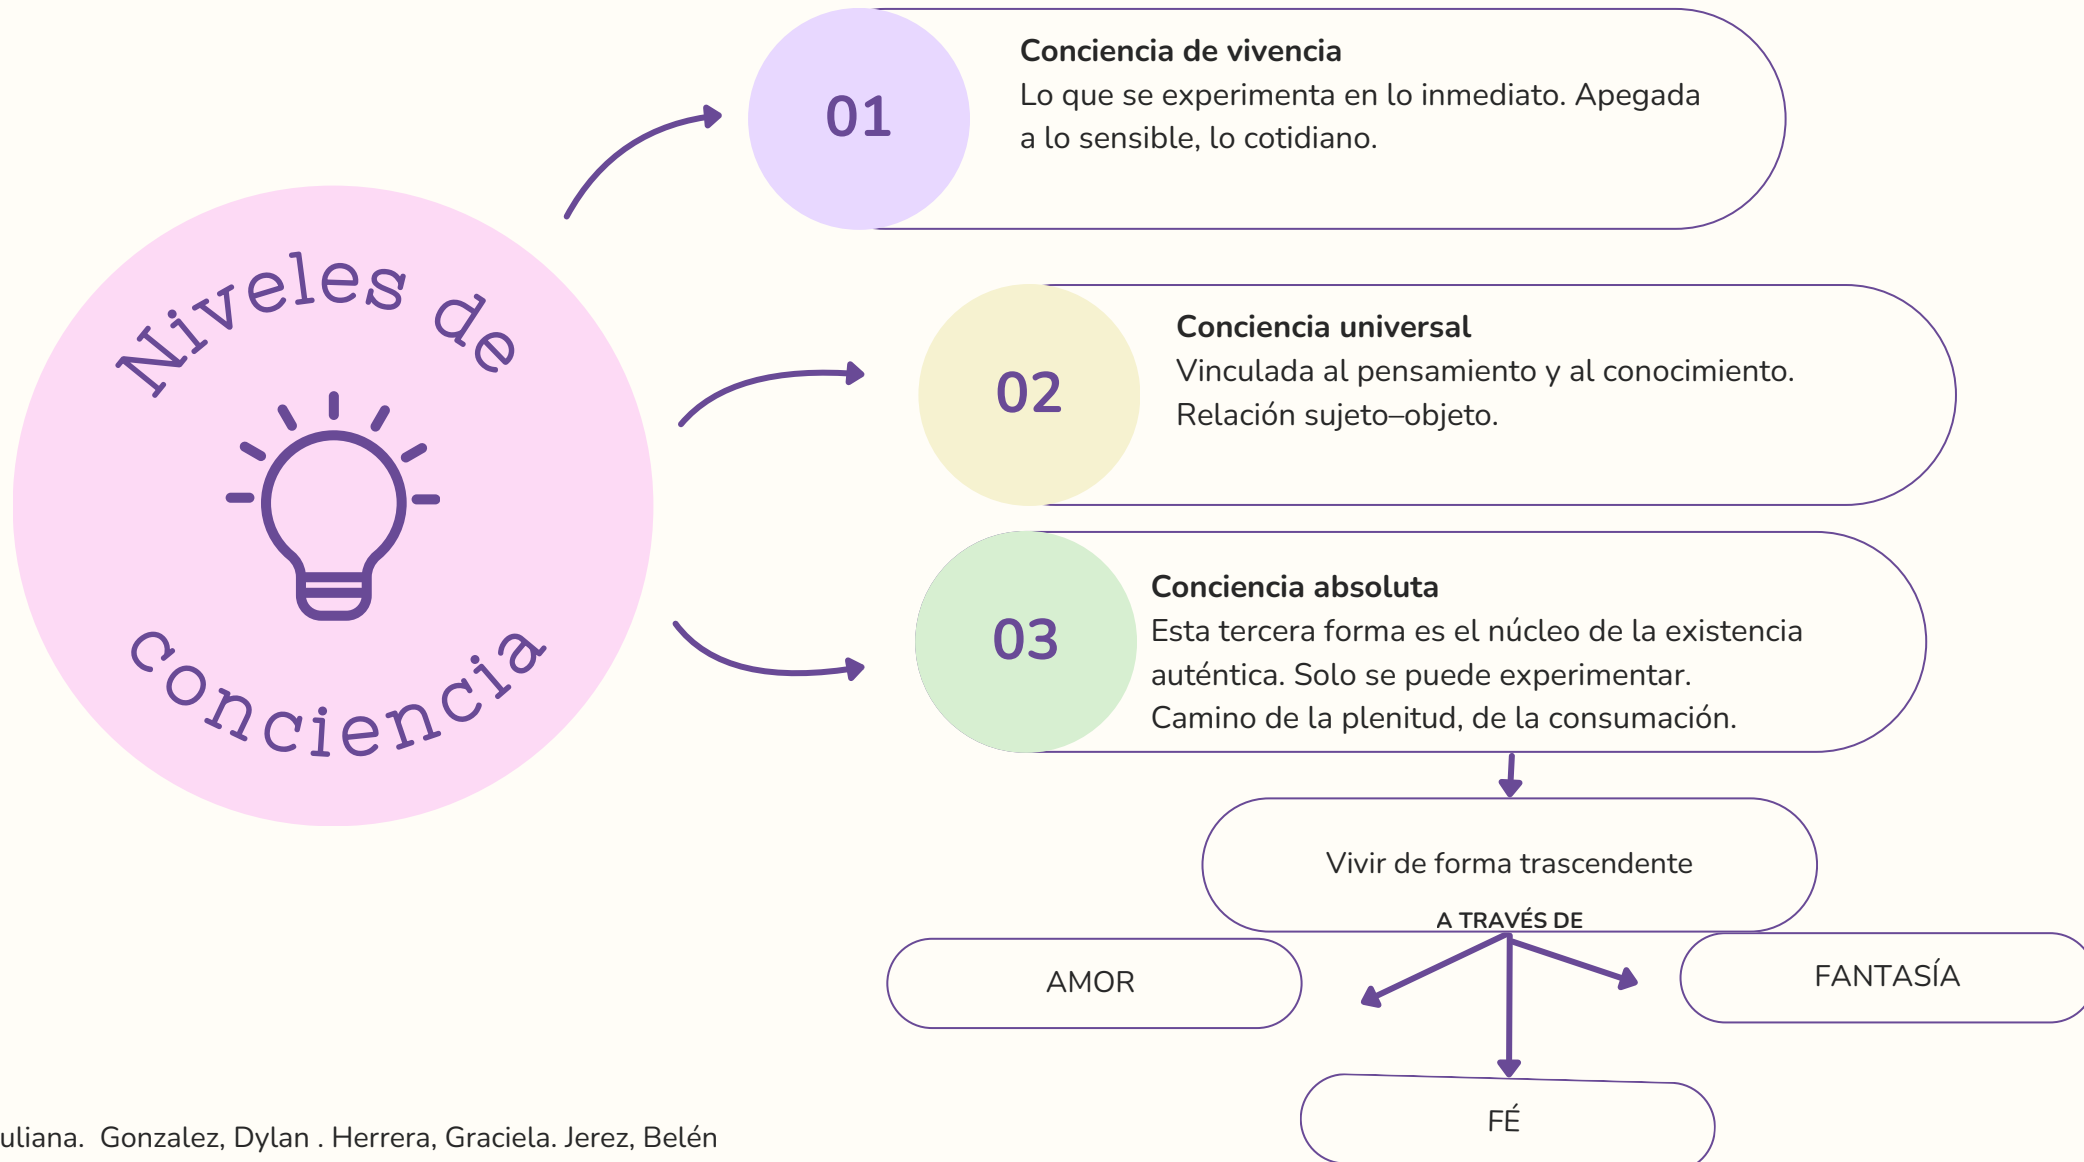 Niveles de
conciencia
01
Conciencia de vivencia
Lo que se experimenta en lo inmediato. Apegada
a lo sensible, lo cotidiano.
02
Conciencia universal
Vinculada al pensamiento y al conocimiento.
Relación sujeto–objeto.
03
Conciencia absoluta
Esta tercera forma es el núcleo de la existencia
auténtica. Solo se puede experimentar.
Camino de la plenitud, de la consumación.
Vivir de forma trascendente
A TRAVÉS DE
AMOR
FANTASÍA
FÉ
uliana.  Gonzalez, Dylan . Herrera, Graciela. Jerez, Belén